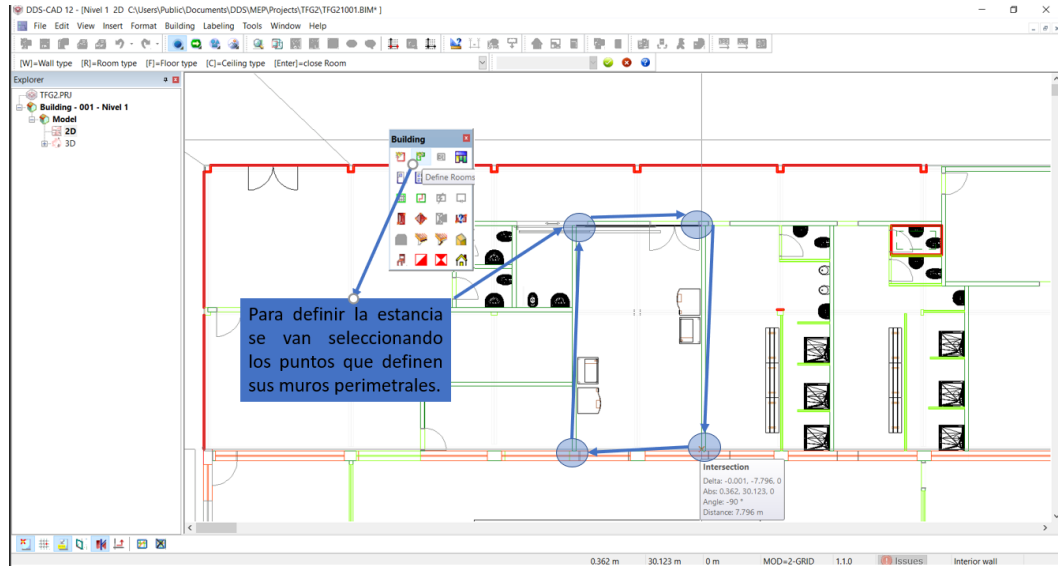 DDS-CAD 12 - [Nivel 1 2D C:\Users\Public\Documents\DDS\MEP\Projects\TFG2\TFG21001.BIM* ]
File Edit View Insert Format Building Labeling Tools Window Help
[W]=Wall type [R]=Room type [F]=Floor type [C]=Ceiling type [Enter]=close Room
Explorer
TFG2.PRJ
Building - 001 - Nivel 1
Model
2D
3D
Building
Define Rooms
Para definir la estancia
se van seleccionando
los puntos que definen
sus muros perimetrales.
Intersection
Delta: -0.001, -7.796, 0
Abs: 0.362, 30.123, 0
Angle: -90 °
Distance: 7.796 m
0.362 m 30.123 m 0 m MOD=2-GRID 1.1.0 Issues Interior wall